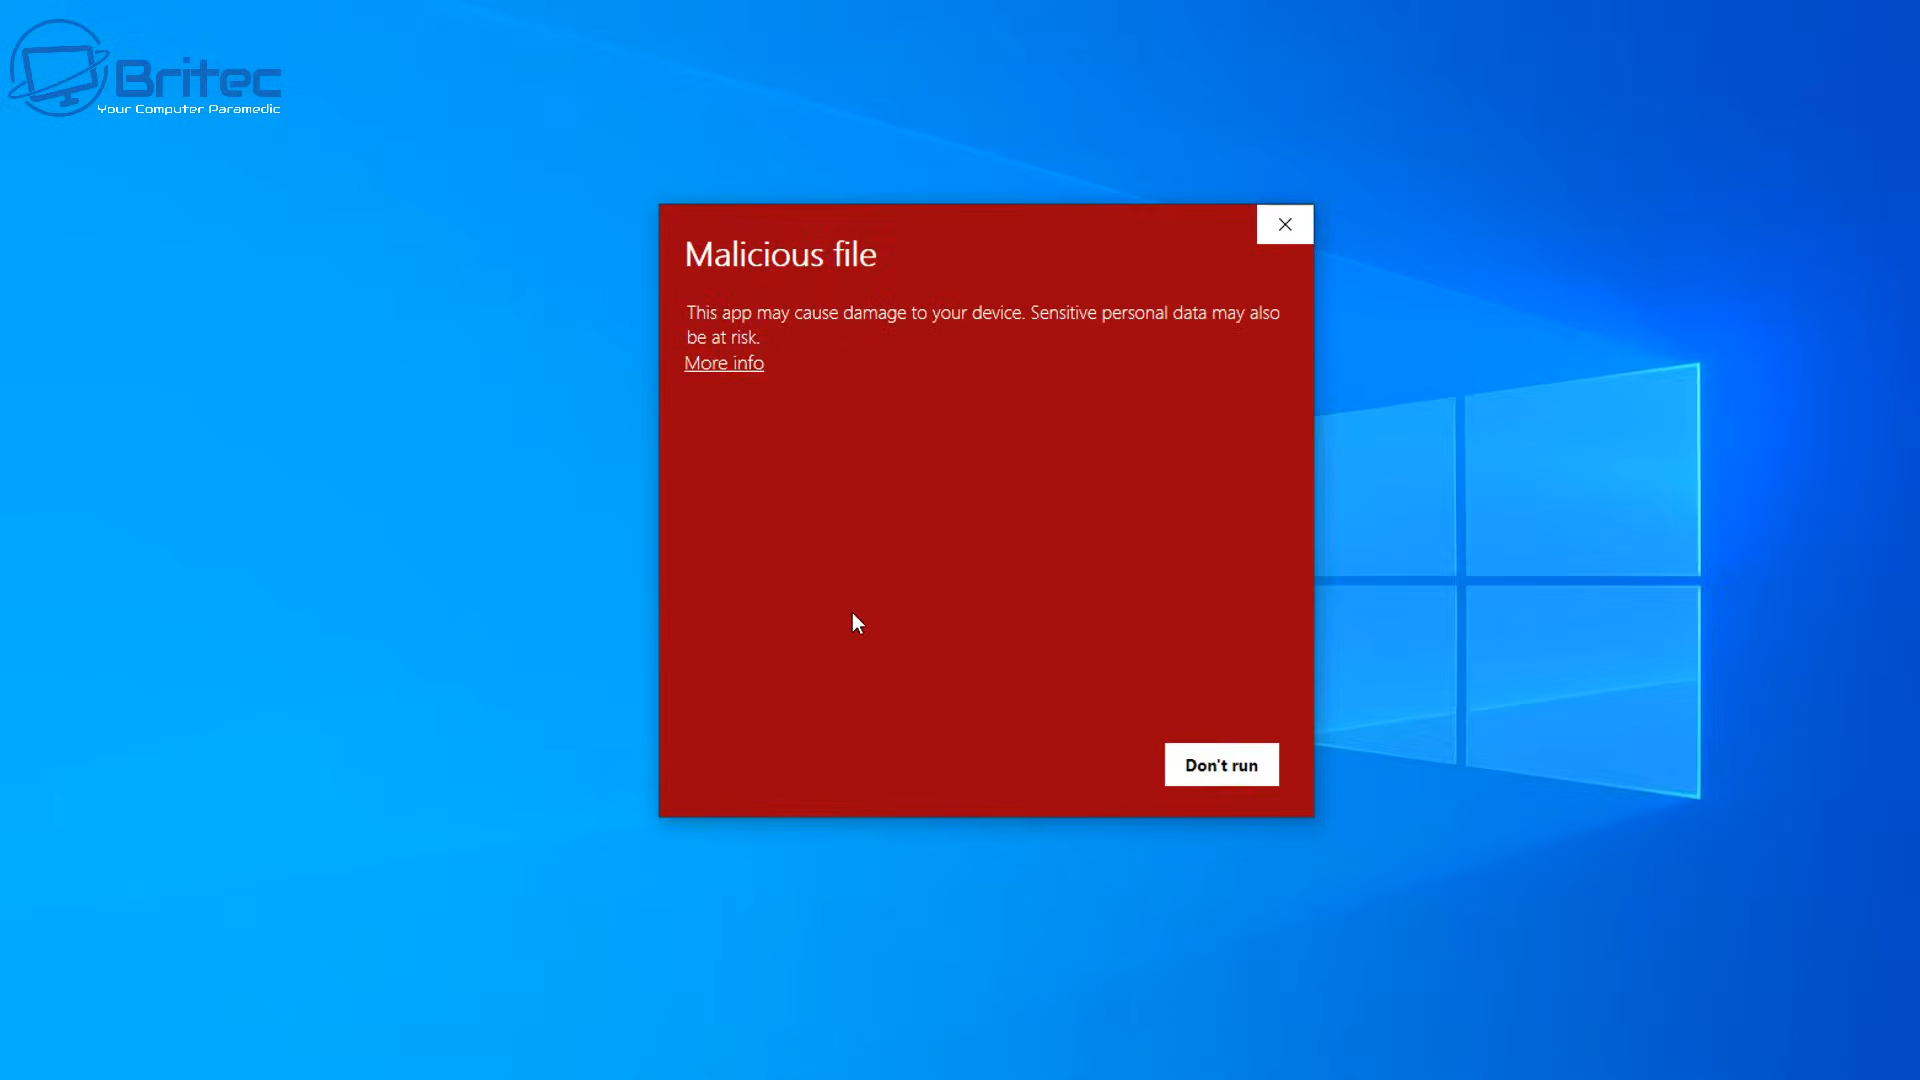 Britec
Your Computer Paramedic
Malicious file
This app may cause damage to your device. Sensitive personal data may also
be at risk.
More info
Don't run